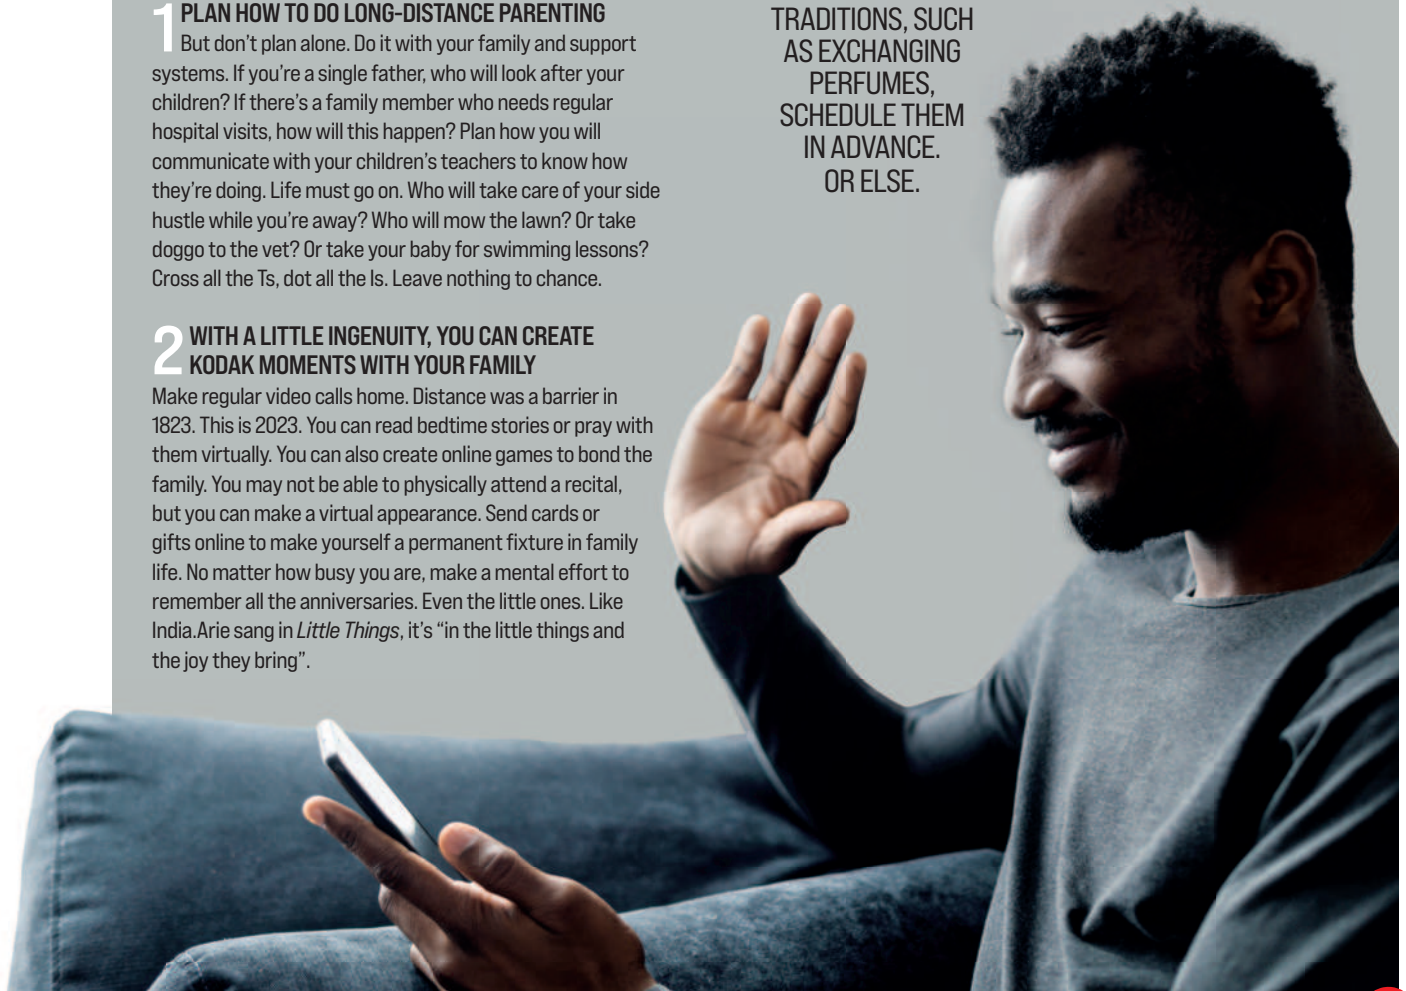 1 PLAN HOW TO DO LONG-DISTANCE PARENTING
But don’t plan alone. Do it with your family and support
systems. If you’re a single father, who will look after your
children? If there’s a family member who needs regular
hospital visits, how will this happen? Plan how you will
communicate with your children’s teachers to know how
they’re doing. Life must go on. Who will take care of your side
hustle while you’re away? Who will mow the lawn? Or take
doggo to the vet? Or take your baby for swimming lessons?
Cross all the Ts, dot all the Is. Leave nothing to chance.
2 WITH A LITTLE INGENUITY, YOU CAN CREATE
KODAK MOMENTS WITH YOUR FAMILY
Make regular video calls home. Distance was a barrier in
1823. This is 2023. You can read bedtime stories or pray with
them virtually. You can also create online games to bond the
family. You may not be able to physically attend a recital,
but you can make a virtual appearance. Send cards or
gifts online to make yourself a permanent fixture in family
life. No matter how busy you are, make a mental effort to
remember all the anniversaries. Even the little ones. Like
India.Arie sang in Little Things, it’s “in the little things and
the joy they bring”.
TRADITIONS, SUCH
AS EXCHANGING
PERFUMES,
SCHEDULE THEM
IN ADVANCE.
OR ELSE.